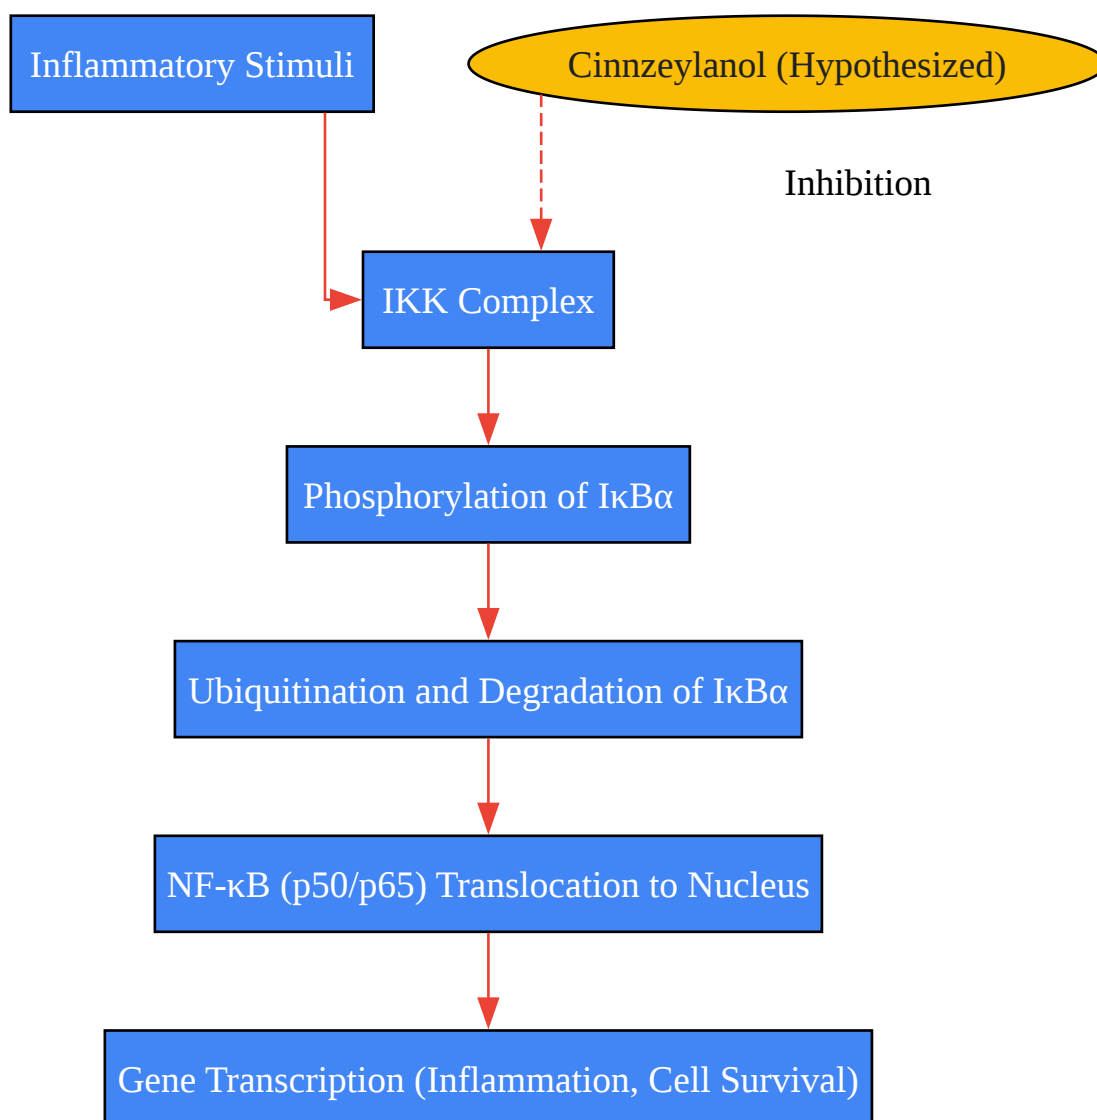 Inflammatory Stimuli
Cinnzeylanol (Hypothesized)
Inhibition
IKK Complex
Phosphorylation of IκBα
Ubiquitination and Degradation of IκBα
NF-κB (p50/p65) Translocation to Nucleus
Gene Transcription (Inflammation, Cell Survival)